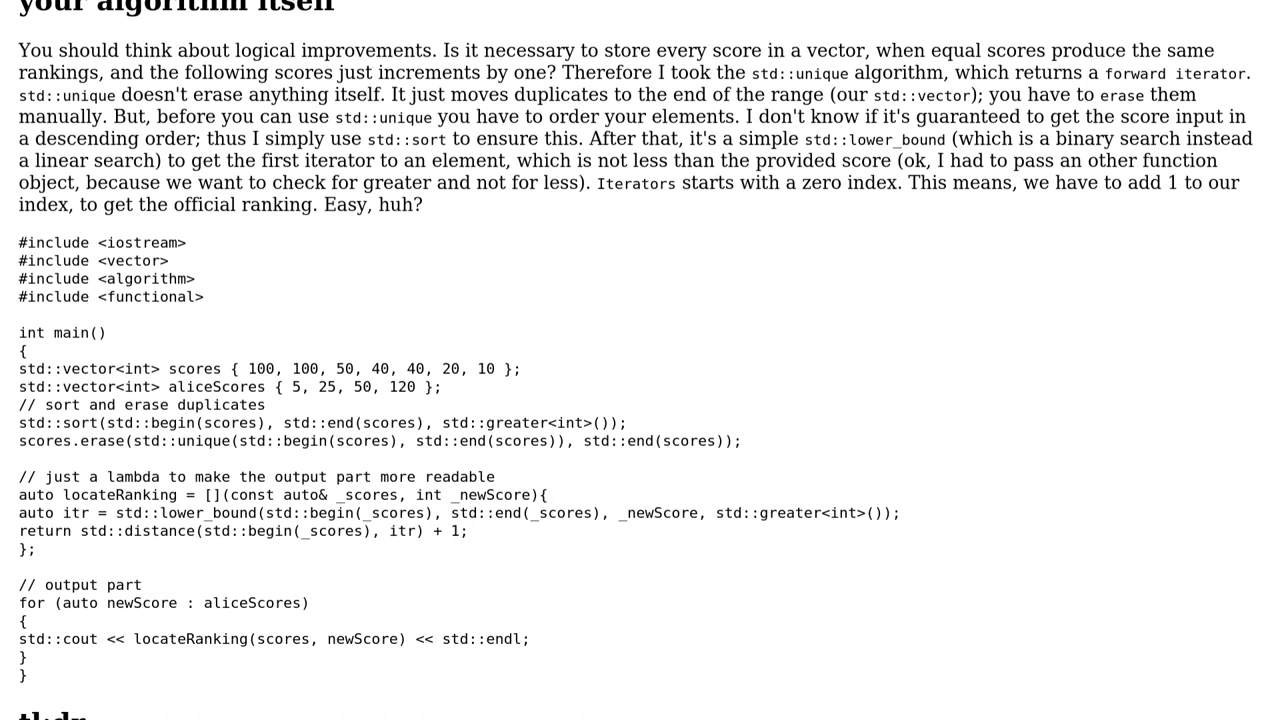 your algorithm itself
You should think about logical improvements. Is it necessary to store every score in a vector, when equal scores produce the same
rankings, and the following scores just increments by one? Therefore I took the std::unique algorithm, which returns a forward iterator.
std::unique doesn't erase anything itself. It just moves duplicates to the end of the range (our std::vector); you have to erase them
manually. But, before you can use std::unique you have to order your elements. I don't know if it's guaranteed to get the score input in
a descending order; thus I simply use std::sort to ensure this. After that, it's a simple std::lower_bound (which is a binary search instead
a linear search) to get the first iterator to an element, which is not less than the provided score (ok, I had to pass an other function
object, because we want to check for greater and not for less). Iterators starts with a zero index. This means, we have to add 1 to our
index, to get the official ranking. Easy, huh?
#include <iostream>
#include <vector>
#include <algorithm>
#include <functional>
int main()
{
std::vector<int> scores { 100, 100, 50, 40, 40, 20, 10 };
std::vector<int> aliceScores { 5, 25, 50, 120 };
// sort and erase duplicates
std::sort(std::begin(scores), std::end(scores), std::greater<int>());
scores.erase(std::unique(std::begin(scores), std::end(scores)), std::end(scores));
// just a lambda to make the output part more readable
auto locateRanking = [](const auto& _scores, int _newScore){
auto itr = std::lower_bound(std::begin(_scores), std::end(_scores), _newScore, std::greater<int>());
return std::distance(std::begin(_scores), itr) + 1;
};
// output part
for (auto newScore : aliceScores)
{
std::cout << locateRanking(scores, newScore) << std::endl;
}
}
tl;dr